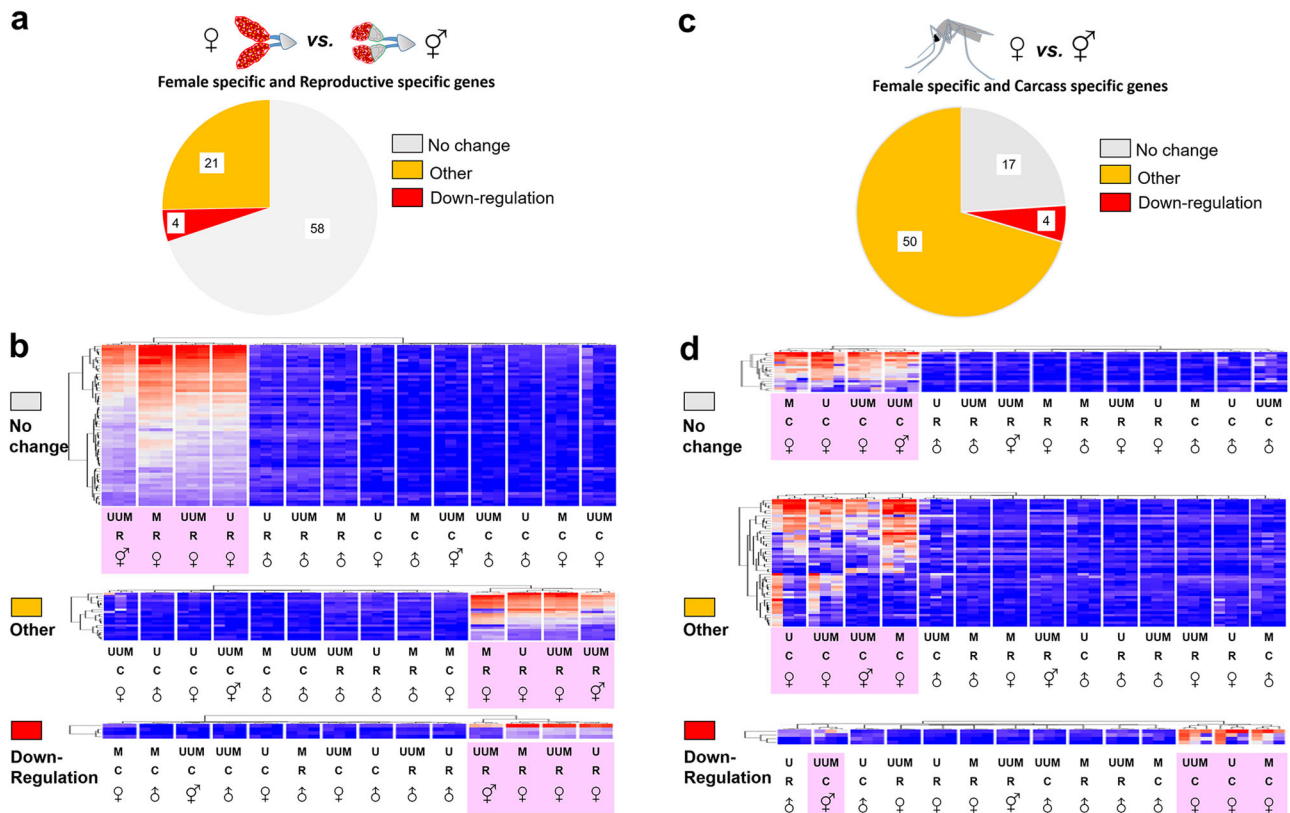 a
♀ vs. ⚥
Female specific and Reproductive specific genes
21
4
58
No change
Other
Down-regulation
b
No
change
UUM M UUM U U UUM M U M UUM UUM U M UUM
R R R R R R R C C C C C C C
⚥ ♀ ♀ ♀ ♂ ♂ ♂ ♀ ♂ ⚥ ♂ ♂ ♀ ♀
Other
UUM U U UUM M UUM UUM U M M M U UUM UUM
C C C C C C R R R C R R R R
♀ ♂ ♀ ⚥ ♂ ♂ ♂ ♂ ♂ ♀ ♀ ♀ ♀ ⚥
Down-
Regulation
M M UUM UUM U M U UUM U UUM M UUM U
C C C C C R C R R R R R R
♀ ♂ ⚥ ♂ ♀ ♂ ♂ ♂ ♂ ⚥ ♀ ♀ ♀
c
♀ vs. ⚥
Female specific and Carcass specific genes
17
4
50
No change
Other
Down-regulation
d
No
change
M U UUM UUM U UUM UUM M M UUM U M U UUM
C C C C R R R R R R R C C C
♀ ♀ ♀ ⚥ ♂ ♂ ⚥ ♀ ♂ ♀ ♀ ♂ ♂ ♂
Other
U UUM UUM M UUM M M UUM U U UUM UUM U M
C C C C C R R R C R R R R C
♀ ♀ ⚥ ♀ ♂ ♂ ♀ ⚥ ♂ ♂ ♂ ♀ ♀ ♂
Down-
Regulation
U UUM U UUM U M UUM UUM M UUM M UUM U M
R C C R R R R C R R C C C C
♂ ⚥ ♂ ♀ ♀ ♀ ⚥ ♂ ♂ ♂ ♂ ♀ ♀ ♀